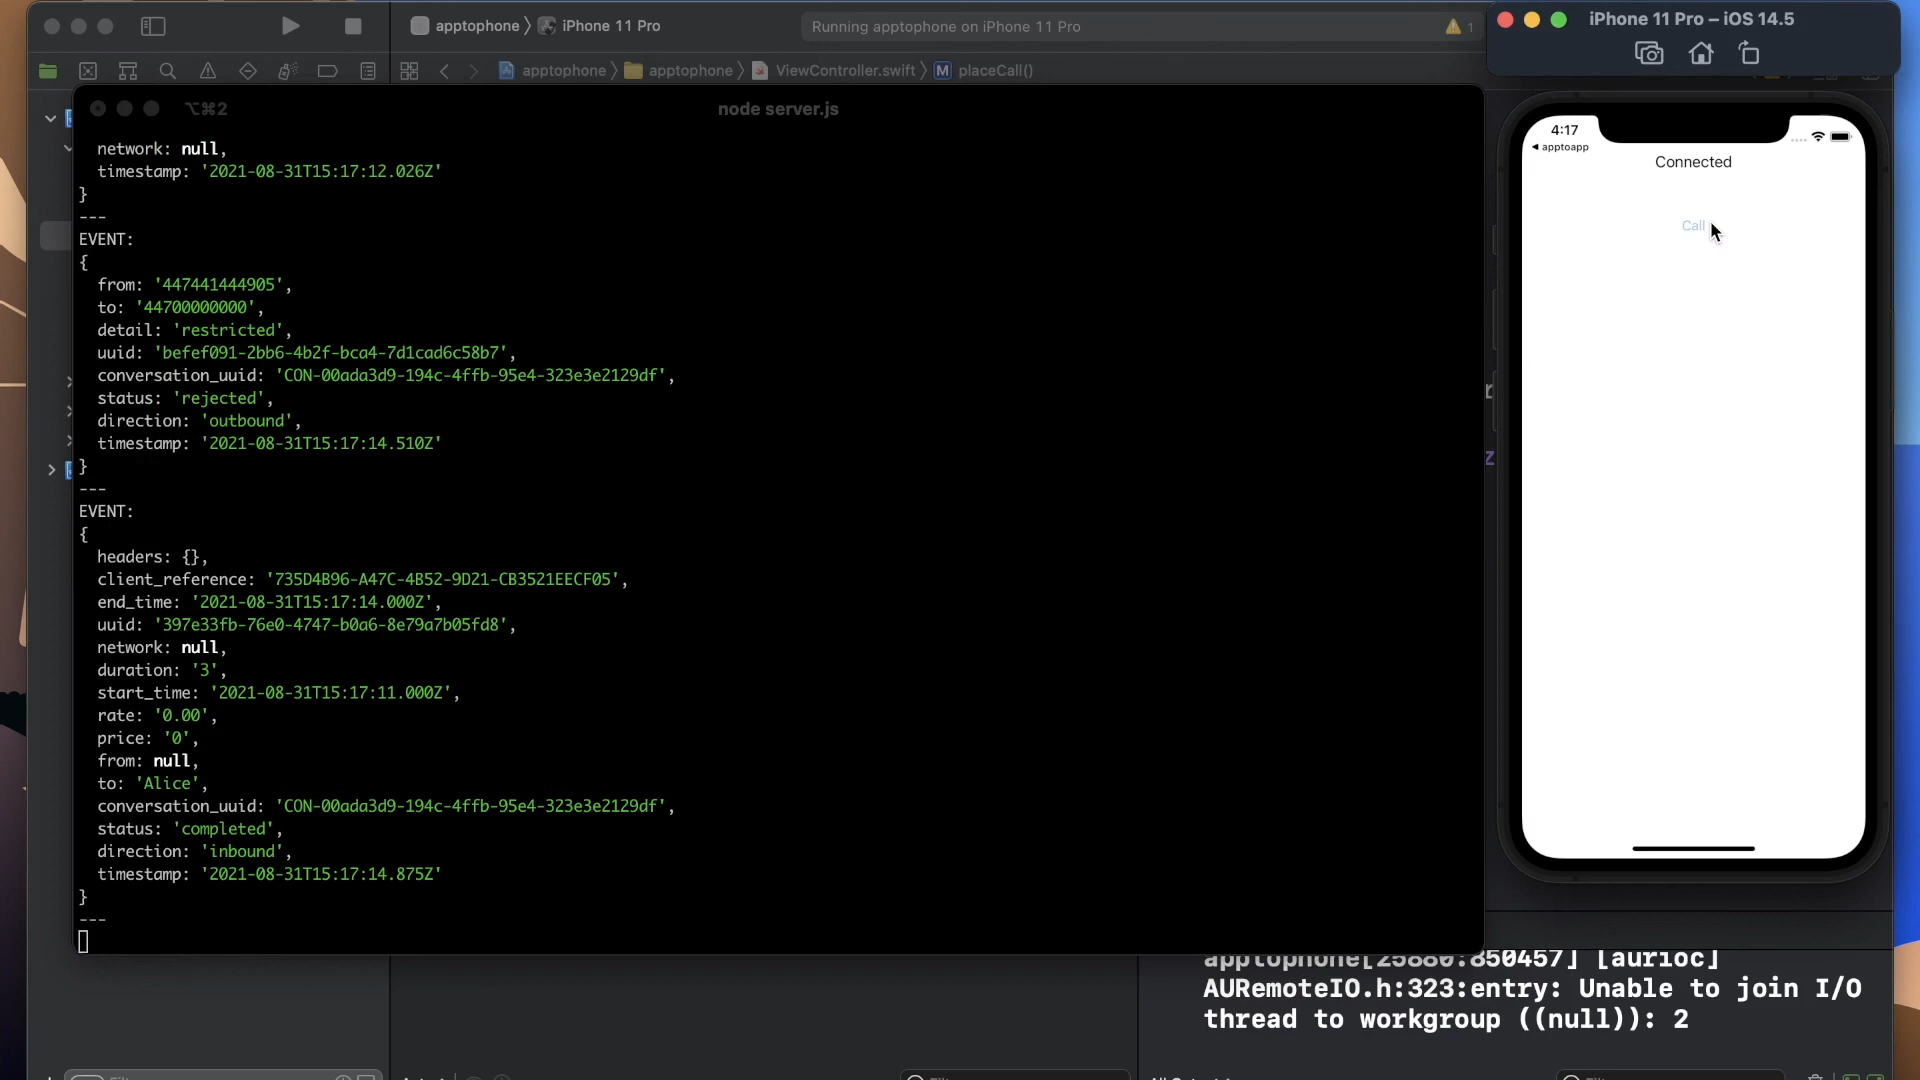 apptophone
iPhone 11 Pro
Running apptophone on iPhone 11 Pro
1
iPhone 11 Pro – iOS 14.5
apptophone
apptophone
ViewController.swift
M
placeCall()
⌥⌘2
node server.js
network: null,
timestamp: '2021-08-31T15:17:12.026Z'
}
---
EVENT:
{
from: '447441444905',
to: '44700000000',
detail: 'restricted',
uuid: 'befef091-2bb6-4b2f-bca4-7d1cad6c58b7',
conversation_uuid: 'CON-00ada3d9-194c-4ffb-95e4-323e3e2129df',
status: 'rejected',
direction: 'outbound',
timestamp: '2021-08-31T15:17:14.510Z'
}
---
EVENT:
{
headers: {},
client_reference: '735D4B96-A47C-4B52-9D21-CB3521EECF05',
end_time: '2021-08-31T15:17:14.000Z',
uuid: '397e33fb-76e0-4747-b0a6-8e79a7b05fd8',
network: null,
duration: '3',
start_time: '2021-08-31T15:17:11.000Z',
rate: '0.00',
price: '0',
from: null,
to: 'Alice',
conversation_uuid: 'CON-00ada3d9-194c-4ffb-95e4-323e3e2129df',
status: 'completed',
direction: 'inbound',
timestamp: '2021-08-31T15:17:14.875Z'
}
---
4:17
◀ apptoapp
Connected
Call
apptophone[25880:850457] [aurioc]
AURemoteIO.h:323:entry: Unable to join I/O
thread to workgroup ((null)): 2